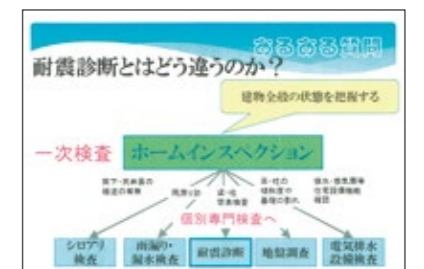 あるある質問
耐震診断とはどう違うのか?
建物全般の状態を把握する
一次検査
ホームインスペクション
個別専門検査へ
シロアリ
検査
雨漏り・
漏水検査
耐震診断
地盤調査
電気排水
設備検査